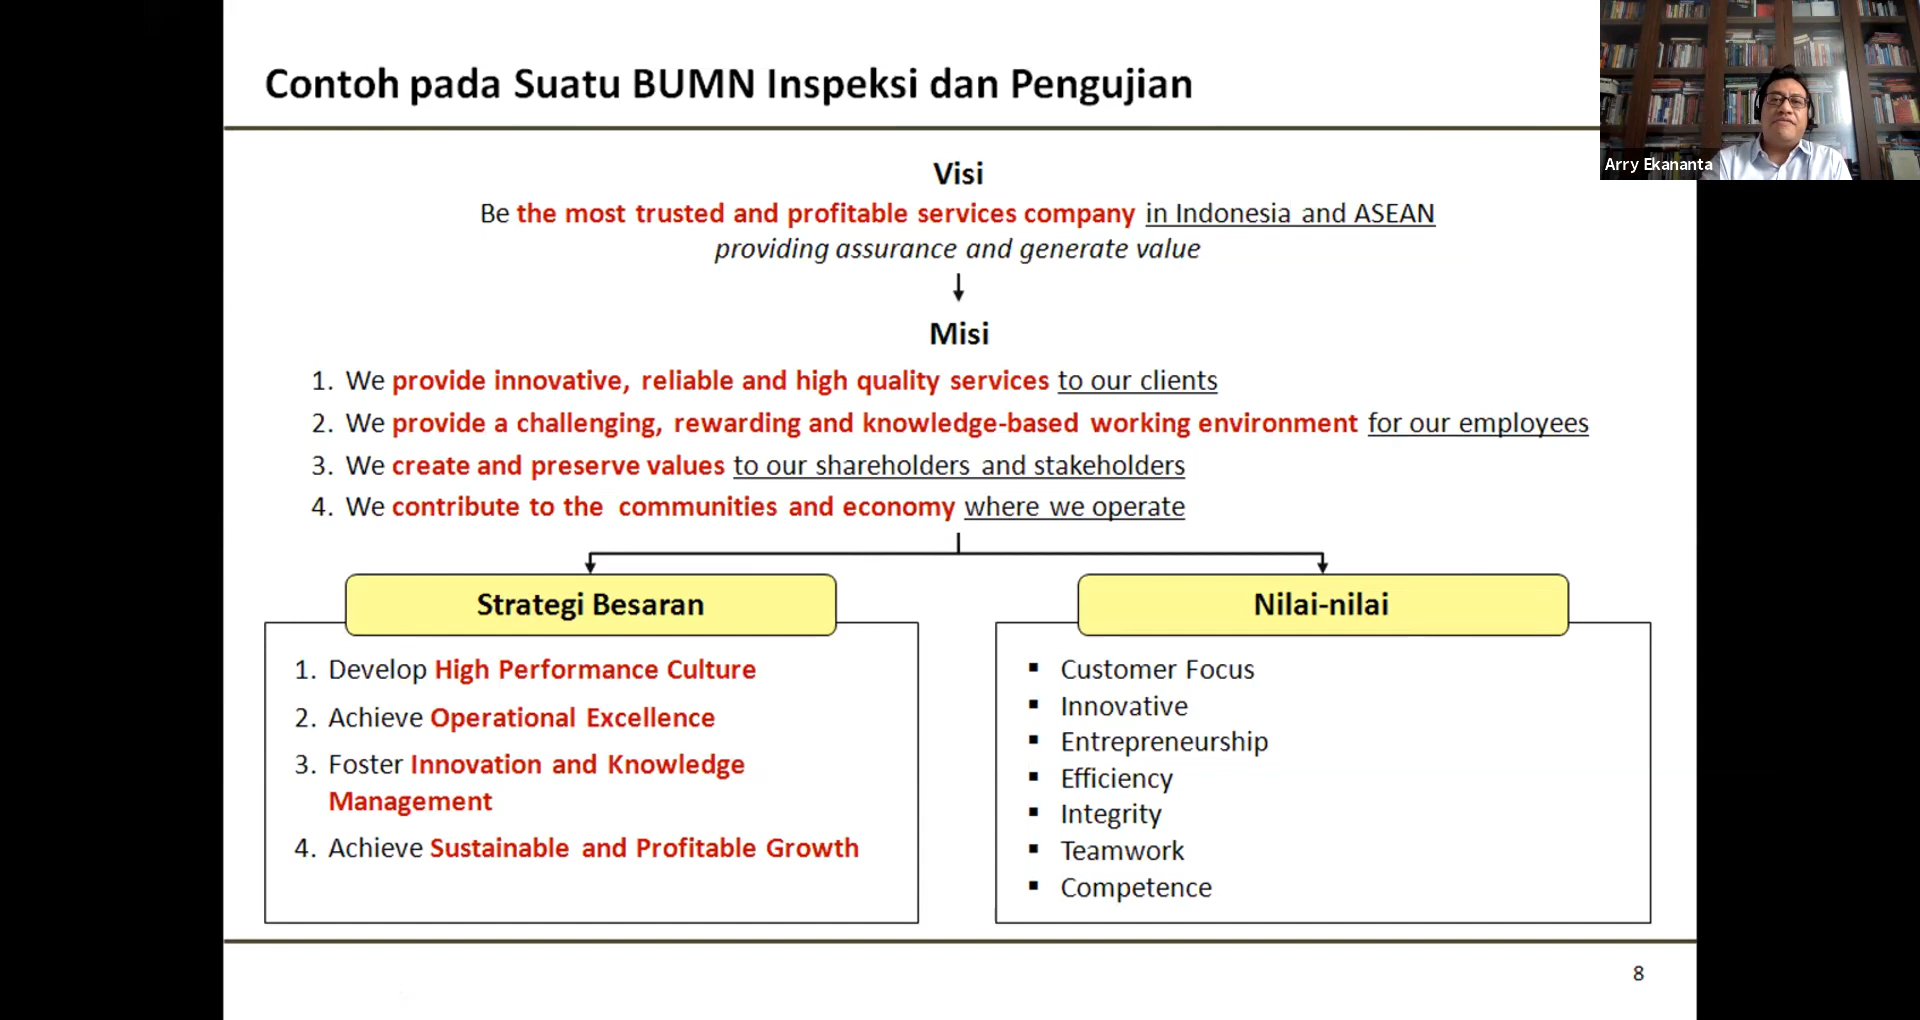 Contoh pada Suatu BUMN Inspeksi dan Pengujian
Arry Ekananta
Visi
Be the most trusted and profitable services company in Indonesia and ASEAN
providing assurance and generate value
Misi
1. We provide innovative, reliable and high quality services to our clients
2. We provide a challenging, rewarding and knowledge-based working environment for our employees
3. We create and preserve values to our shareholders and stakeholders
4. We contribute to the communities and economy where we operate
Strategi Besaran
1. Develop High Performance Culture
2. Achieve Operational Excellence
3. Foster Innovation and Knowledge
Management
4. Achieve Sustainable and Profitable Growth
Nilai-nilai
▪ Customer Focus
▪ Innovative
▪ Entrepreneurship
▪ Efficiency
▪ Integrity
▪ Teamwork
▪ Competence
8